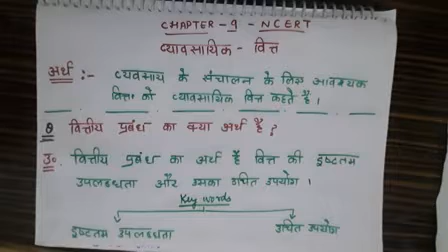 CHAPTER-9-NCERT
व्यावसायिक - वित्त
अर्थ :- व्यवसाय के संचालन के लिए आवश्यक
वित्त को व्यावसायिक वित्त कहते है।
Q वित्तीय प्रबंध का क्या अर्थ है?
उ० वित्तीय प्रबंध का अर्थ हैं वित्त की इष्टतम
उपलब्धता और उसका उचित उपयोग।
Key words
इष्टतम उपलब्धता उचित उपयोग